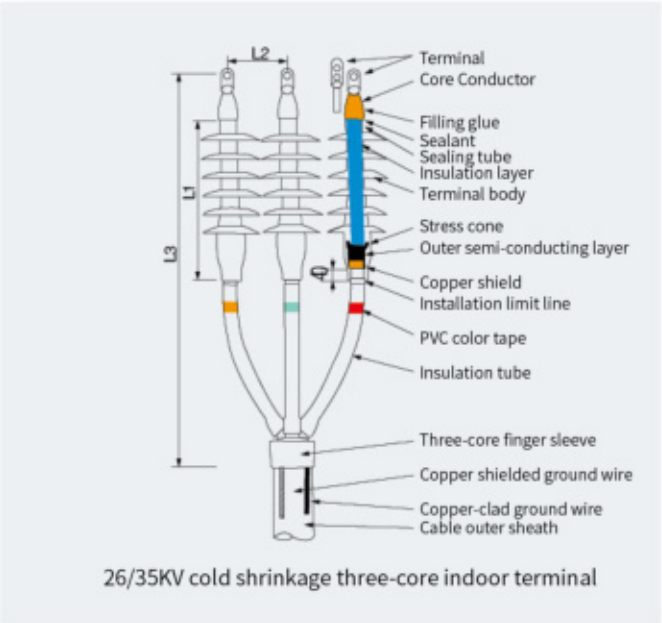 L2
Terminal
Core Conductor
Filling glue
Sealant
Sealing tube
Insulation layer
L1
Terminal body
Stress cone
L3
Outer semi-conducting layer
Copper shield
Installation limit line
PVC color tape
Insulation tube
Three-core finger sleeve
Copper shielded ground wire
Copper-clad ground wire
Cable outer sheath
26/35KV cold shrinkage three-core indoor terminal